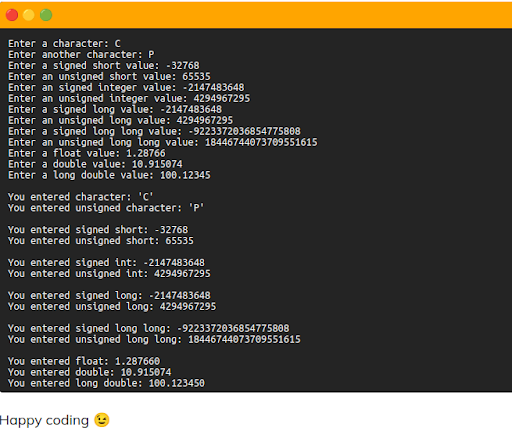 Enter a character: C
Enter another character: P
Enter a signed short value: -32768
Enter an unsigned short value: 65535
Enter an signed integer value: -2147483648
Enter an unsigned integer value: 4294967295
Enter a signed long value: -2147483648
Enter an unsigned long value: 4294967295
Enter a signed long long value: -9223372036854775808
Enter an unsigned long long value: 18446744073709551615
Enter a float value: 1.28766
Enter a double value: 10.915074
Enter a long double value: 100.12345
You entered character: 'C'
You entered unsigned character: 'P'
You entered signed short: -32768
You entered unsigned short: 65535
You entered signed int: -2147483648
You entered unsigned int: 4294967295
You entered signed long: -2147483648
You entered unsigned long: 4294967295
You entered signed long long: -9223372036854775808
You entered unsigned long long: 18446744073709551615
You entered float: 1.287660
You entered double: 10.915074
You entered long double: 100.123450
Happy coding 😉